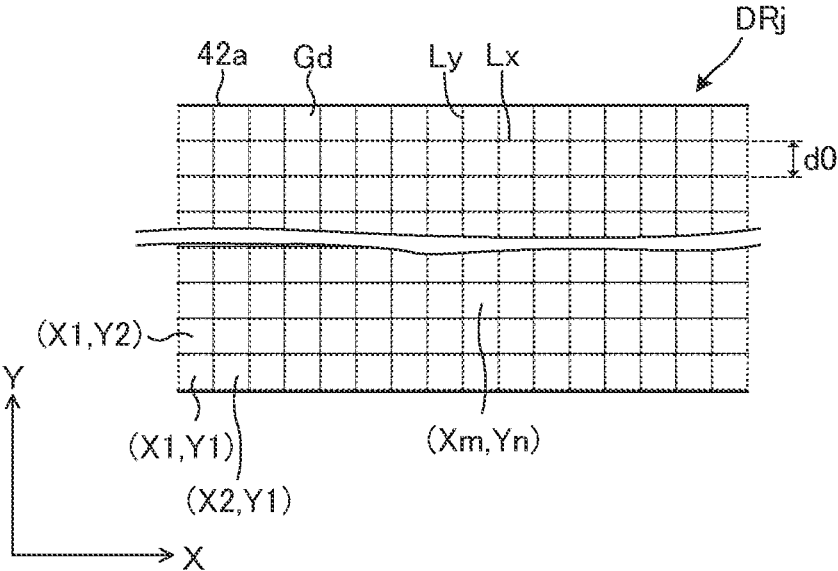 DRj
42a
Gd
Ly
Lx
d0
(X1,Y2)
Y
(X1,Y1)
(Xm,Yn)
(X2,Y1)
X